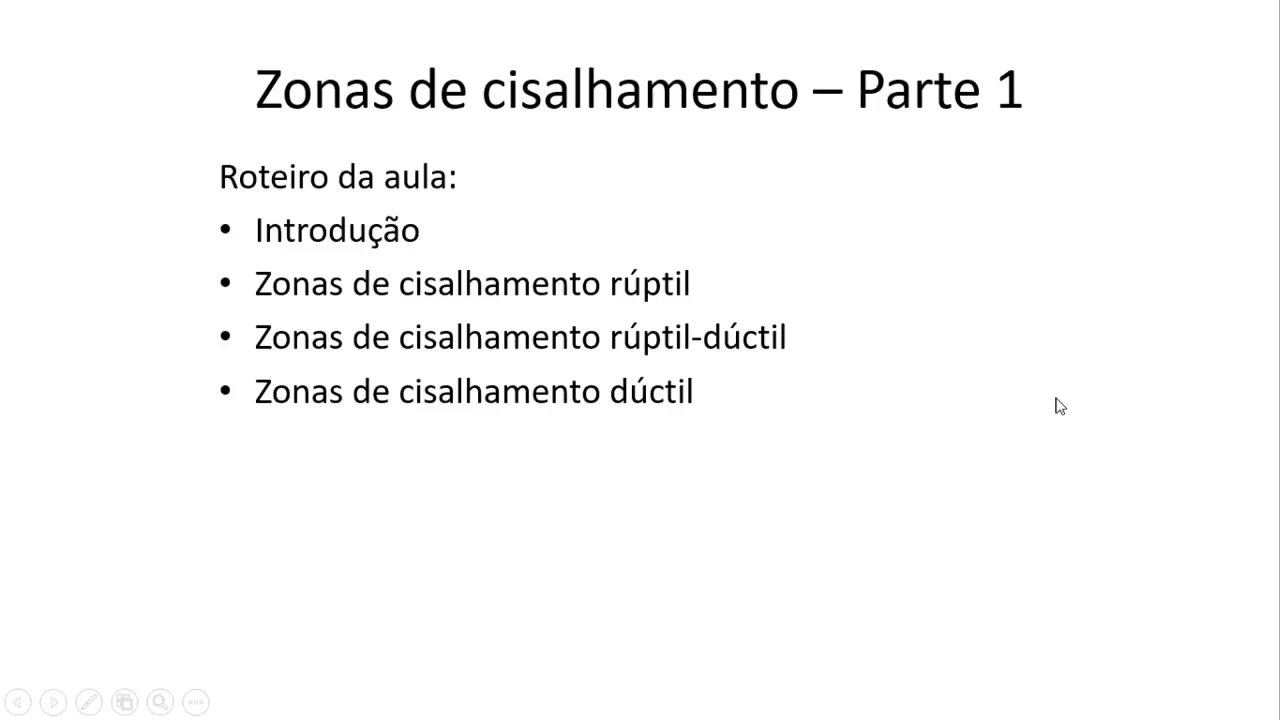 Zonas de cisalhamento – Parte 1
Roteiro da aula:
• Introdução
• Zonas de cisalhamento rúptil
• Zonas de cisalhamento rúptil-dúctil
• Zonas de cisalhamento dúctil